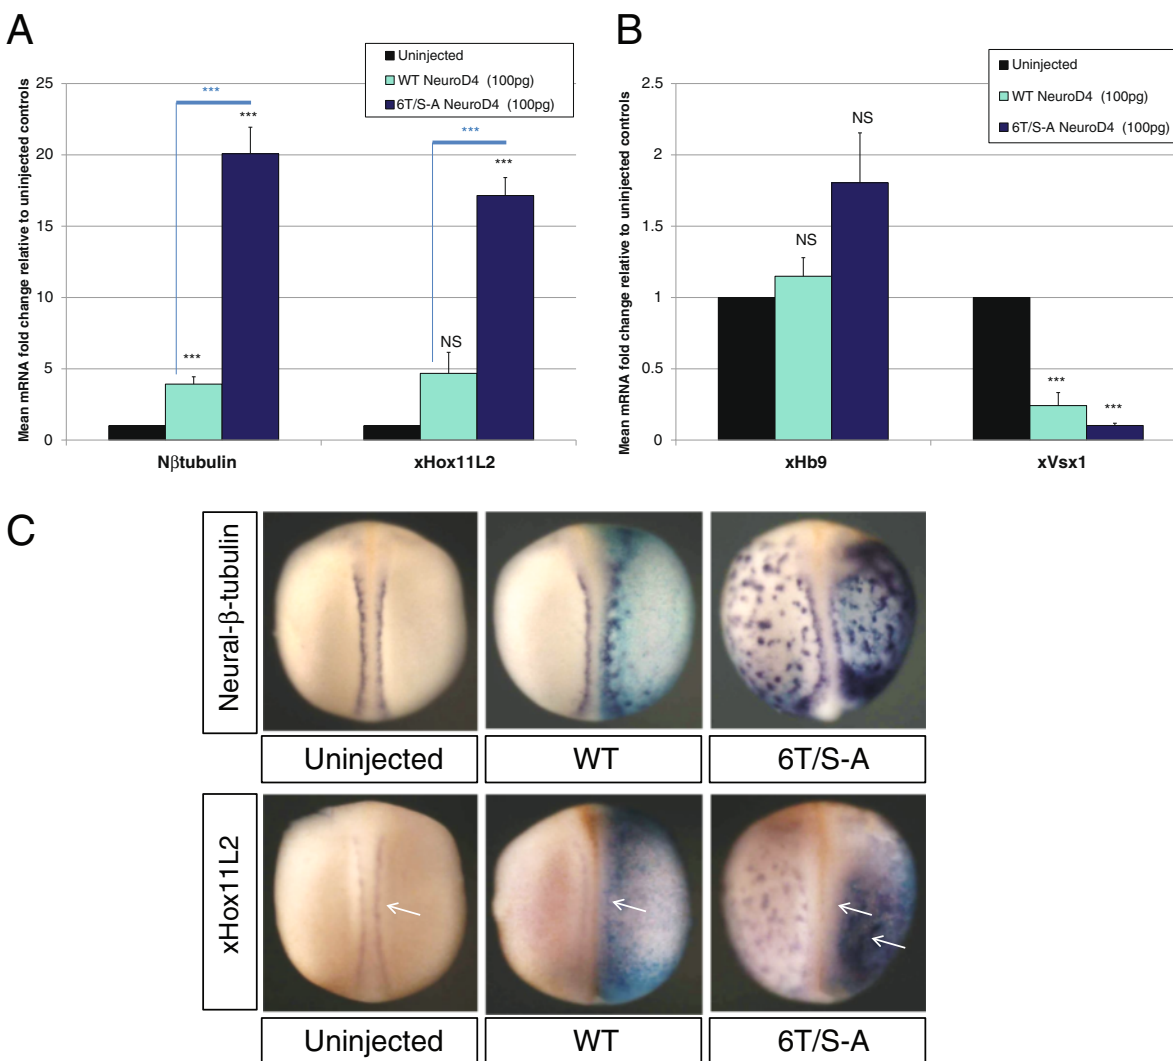 A
Mean mRNA fold change relative to uninjected controls
25
20
15
10
5
0
Uninjected
WT NeuroD4 (100pg)
6T/S-A NeuroD4 (100pg)
***
***
***
***
***
NS
Nβtubulin
xHox11L2
B
Mean mRNA fold change relative to uninjected controls
2.5
2
1.5
1
0.5
0
Uninjected
WT NeuroD4 (100pg)
6T/S-A NeuroD4 (100pg)
NS
NS
***
***
xHb9
xVsx1
C
Neural-β-tubulin
Uninjected
WT
6T/S-A
xHox11L2
Uninjected
WT
6T/S-A